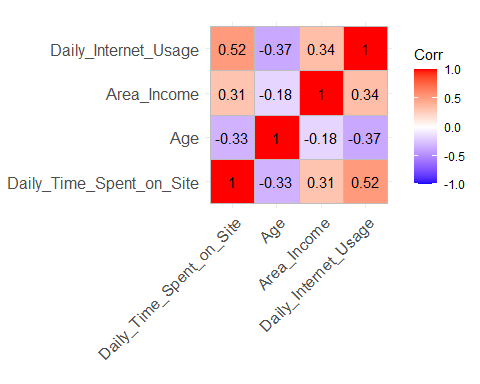 Daily_Internet_Usage 0.52 -0.37 0.34 1
Area_Income 0.31 -0.18 1 0.34
Age -0.33 1 -0.18 -0.37
Daily_Time_Spent_on_Site 1 -0.33 0.31 0.52
Daily_Time_Spent_on_Site
Age
Area_Income
Daily_Internet_Usage
Corr
1.0
0.5
0.0
-0.5
-1.0